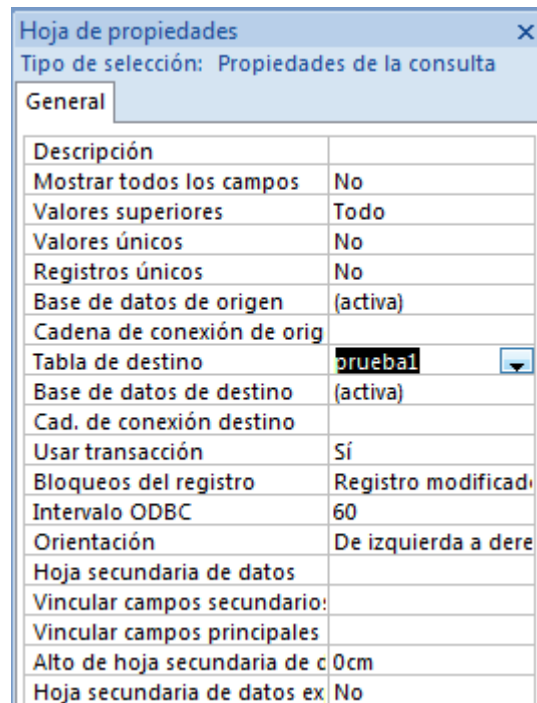 Hoja de propiedades
Tipo de selección: Propiedades de la consulta
General
Descripción
Mostrar todos los campos No
Valores superiores Todo
Valores únicos No
Registros únicos No
Base de datos de origen (activa)
Cadena de conexión de orig
Tabla de destino prueba1
Base de datos de destino (activa)
Cad. de conexión destino
Usar transacción Sí
Bloqueos del registro Registro modificad
Intervalo ODBC 60
Orientación De izquierda a dere
Hoja secundaria de datos
Vincular campos secundarios
Vincular campos principales
Alto de hoja secundaria de d 0cm
Hoja secundaria de datos ex No